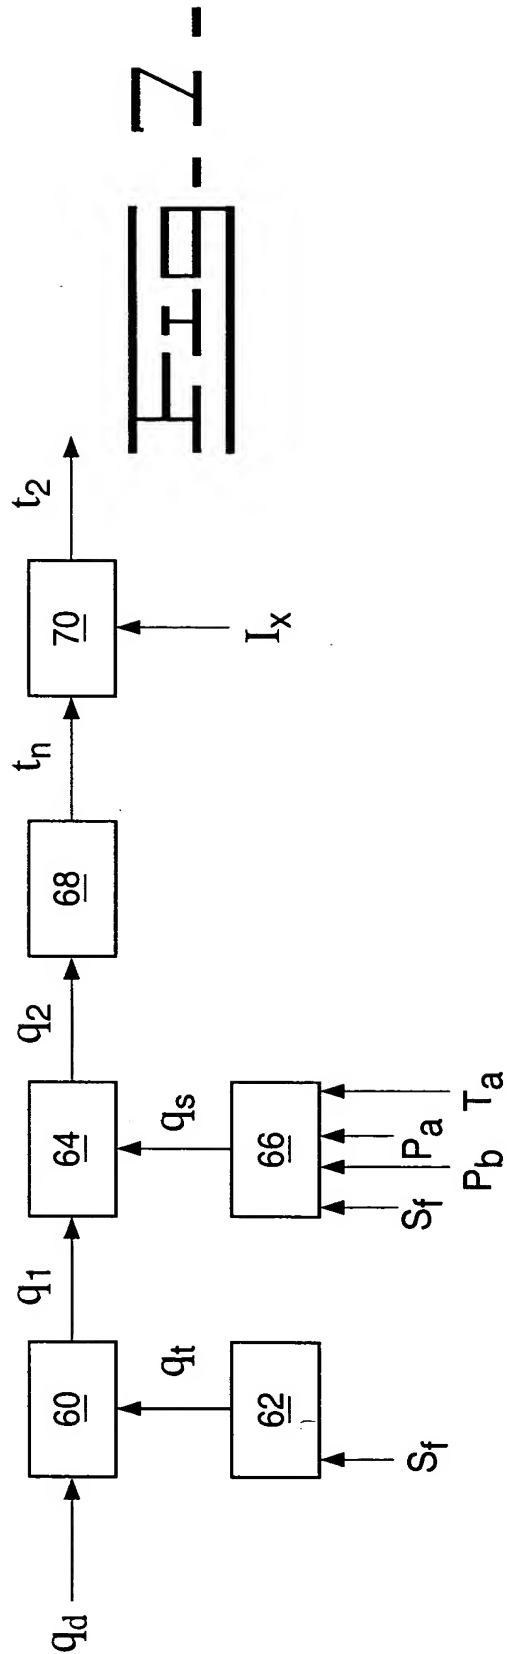 q_d
60
q_1
64
q_2
68
t_n
70
t_2
q_t
q_s
I_x
62
66
S_f
S_f
P_b
P_a
T_a
Fig-7-